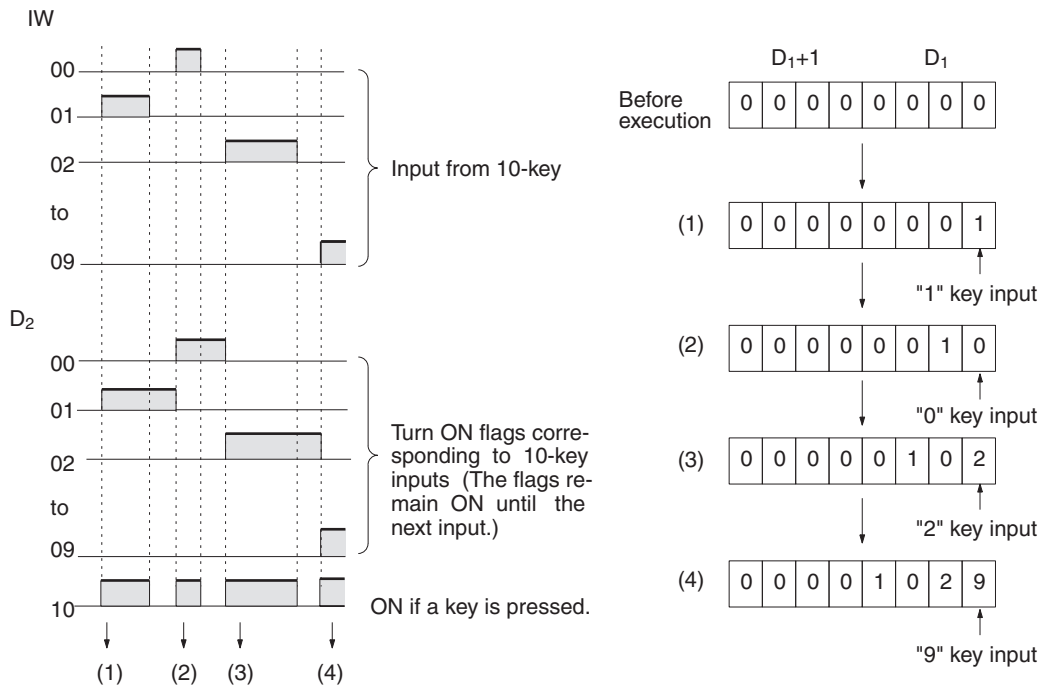 IW
00
01
02
to
09
Input from 10-key
D2
00
01
02
to
09
10
Turn ON flags corre-
sponding to 10-key
inputs (The flags re-
main ON until the
next input.)
ON if a key is pressed.
(1) (2) (3) (4)
D1+1 D1
Before
execution
0 0 0 0 0 0 0 0
(1) 0 0 0 0 0 0 0 1
"1" key input
(2) 0 0 0 0 0 0 1 0
"0" key input
(3) 0 0 0 0 0 1 0 2
"2" key input
(4) 0 0 0 0 1 0 2 9
"9" key input